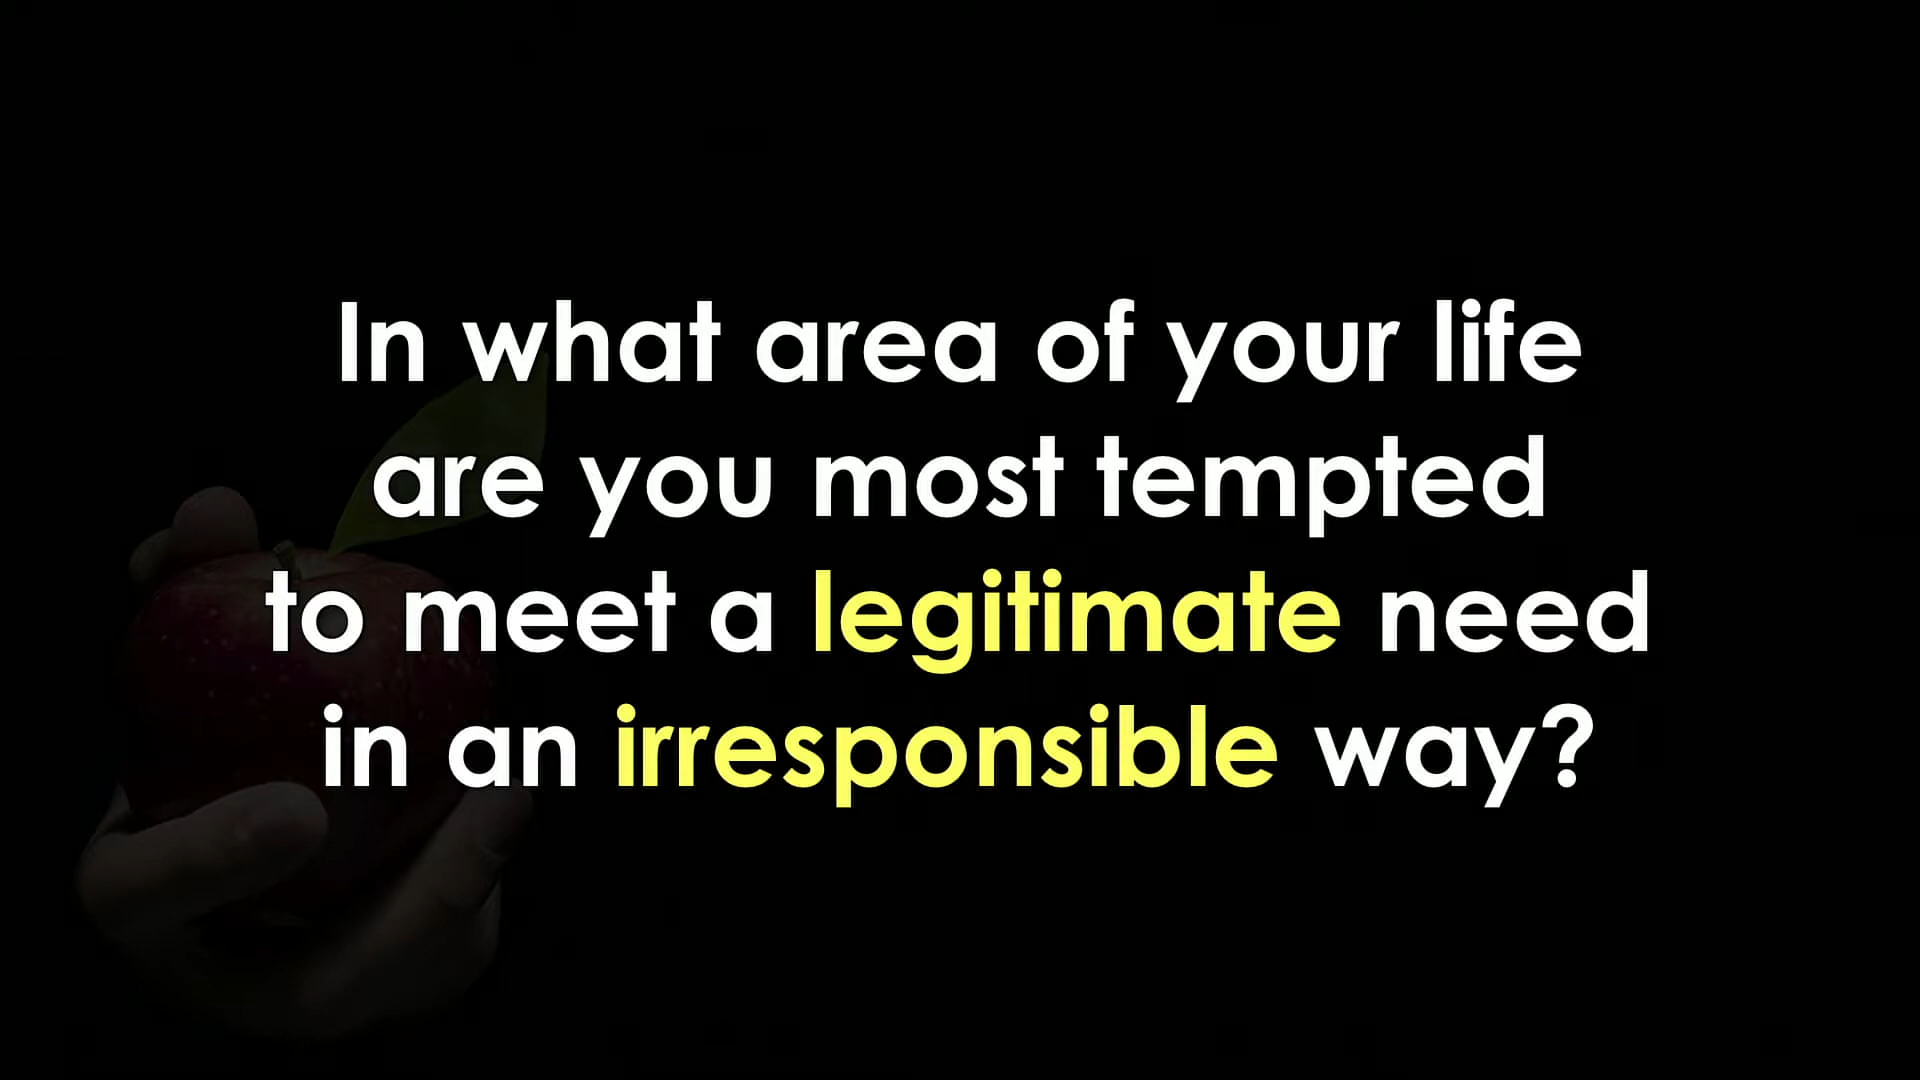 In what area of your life
are you most tempted
to meet a legitimate need
in an irresponsible way?